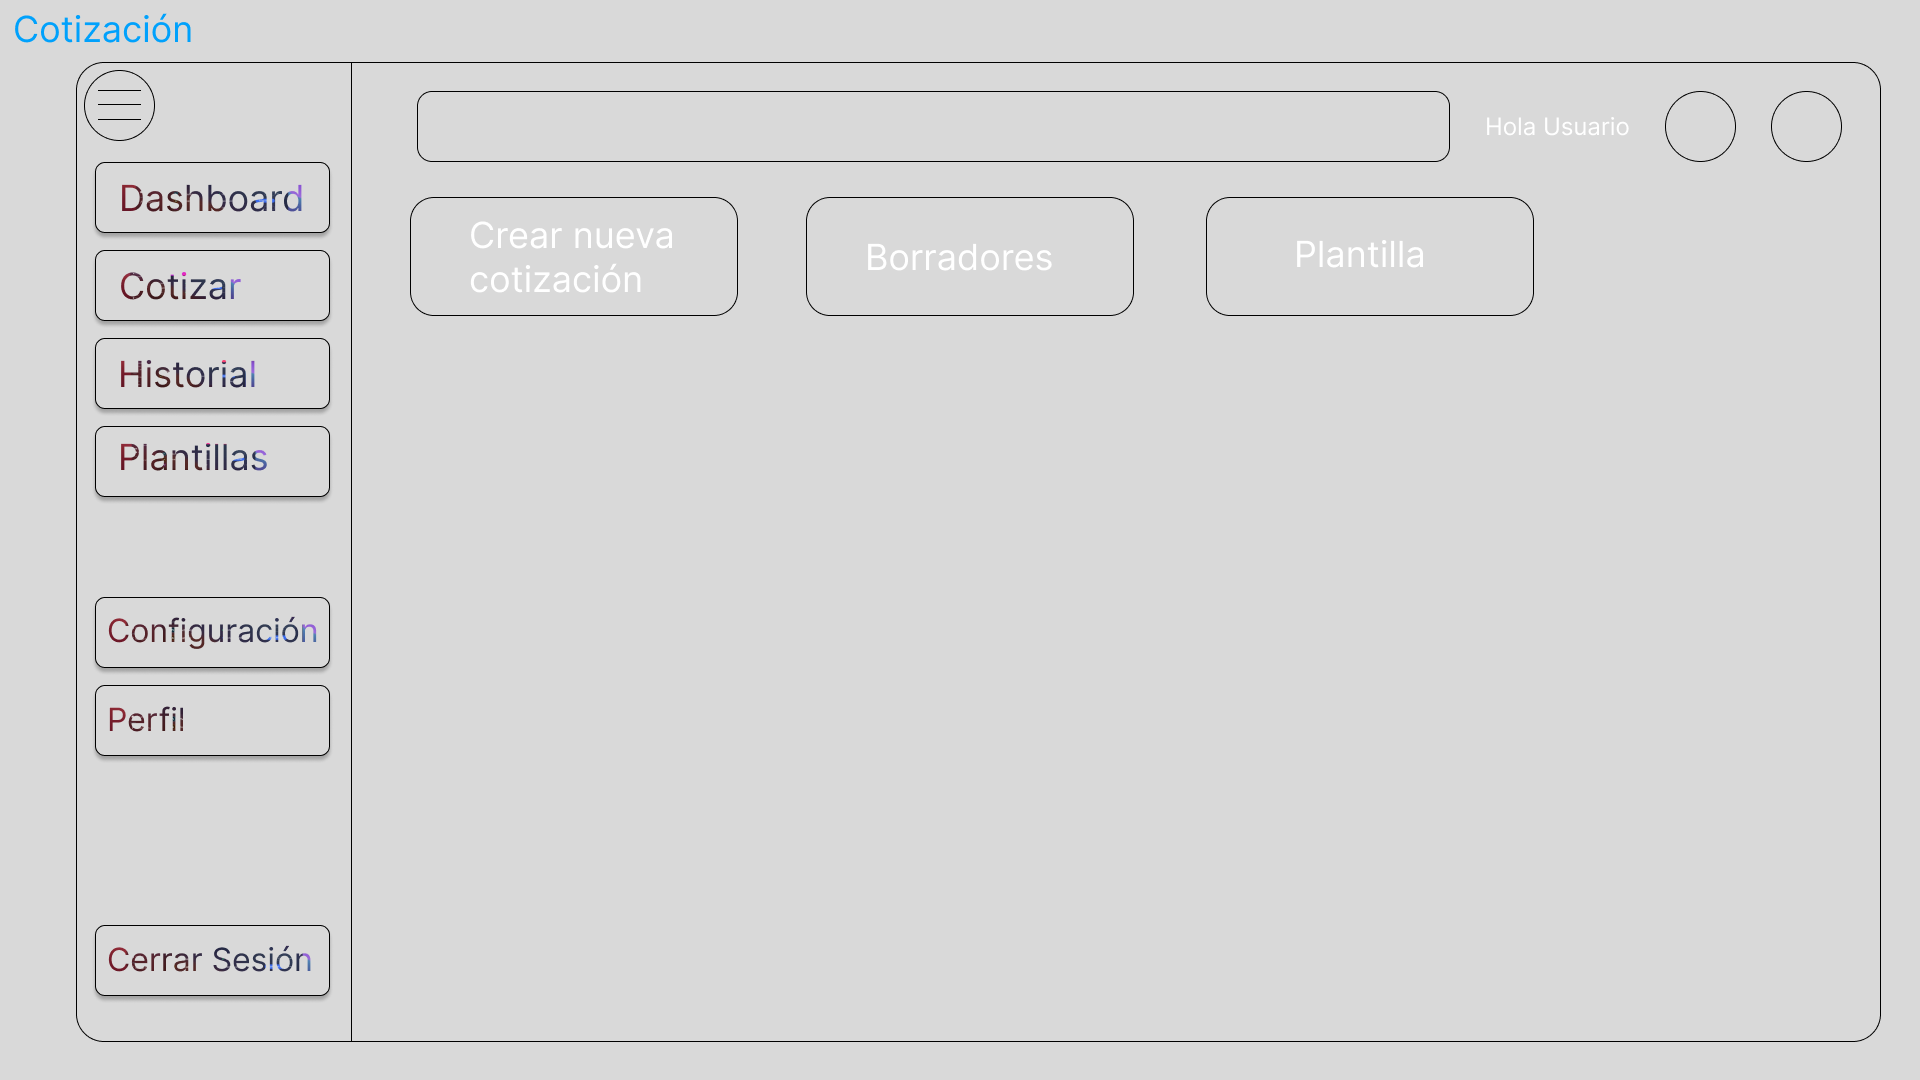 Cotización
Hola Usuario
Dashboard
Crear nueva
cotización
Borradores
Plantilla
Cotizar
Historial
Plantillas
Configuración
Perfil
Cerrar Sesión